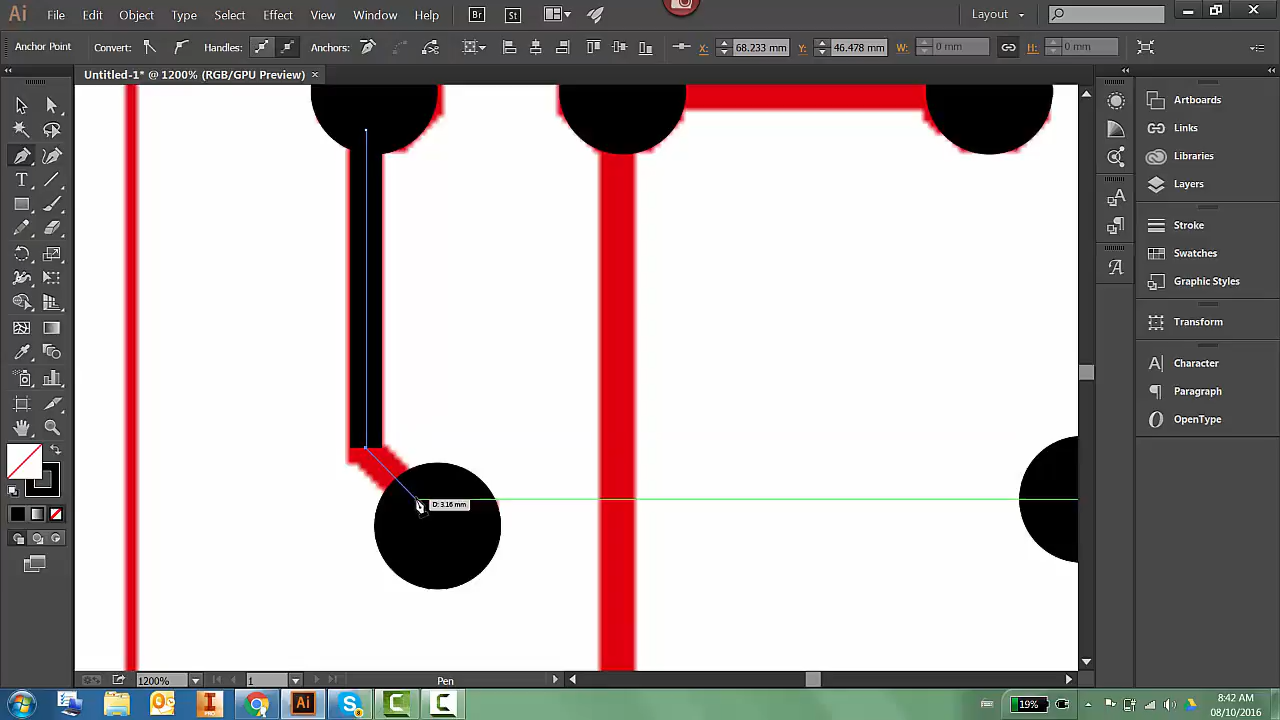 Ai File Edit Object Type Select Effect View Window Help Br St Layout
Anchor Point Convert: Handles: Anchors: X: 68.233 mm Y: 46.478 mm W: 0 mm H: 0 mm
Untitled-1* @ 1200% (RGB/GPU Preview) ×
Artboards
Links
Libraries
Layers
Stroke
Swatches
Graphic Styles
Transform
Character
Paragraph
OpenType
D: 3.16 mm
1200% 1 Pen
19% 8:42 AM
08/10/2016